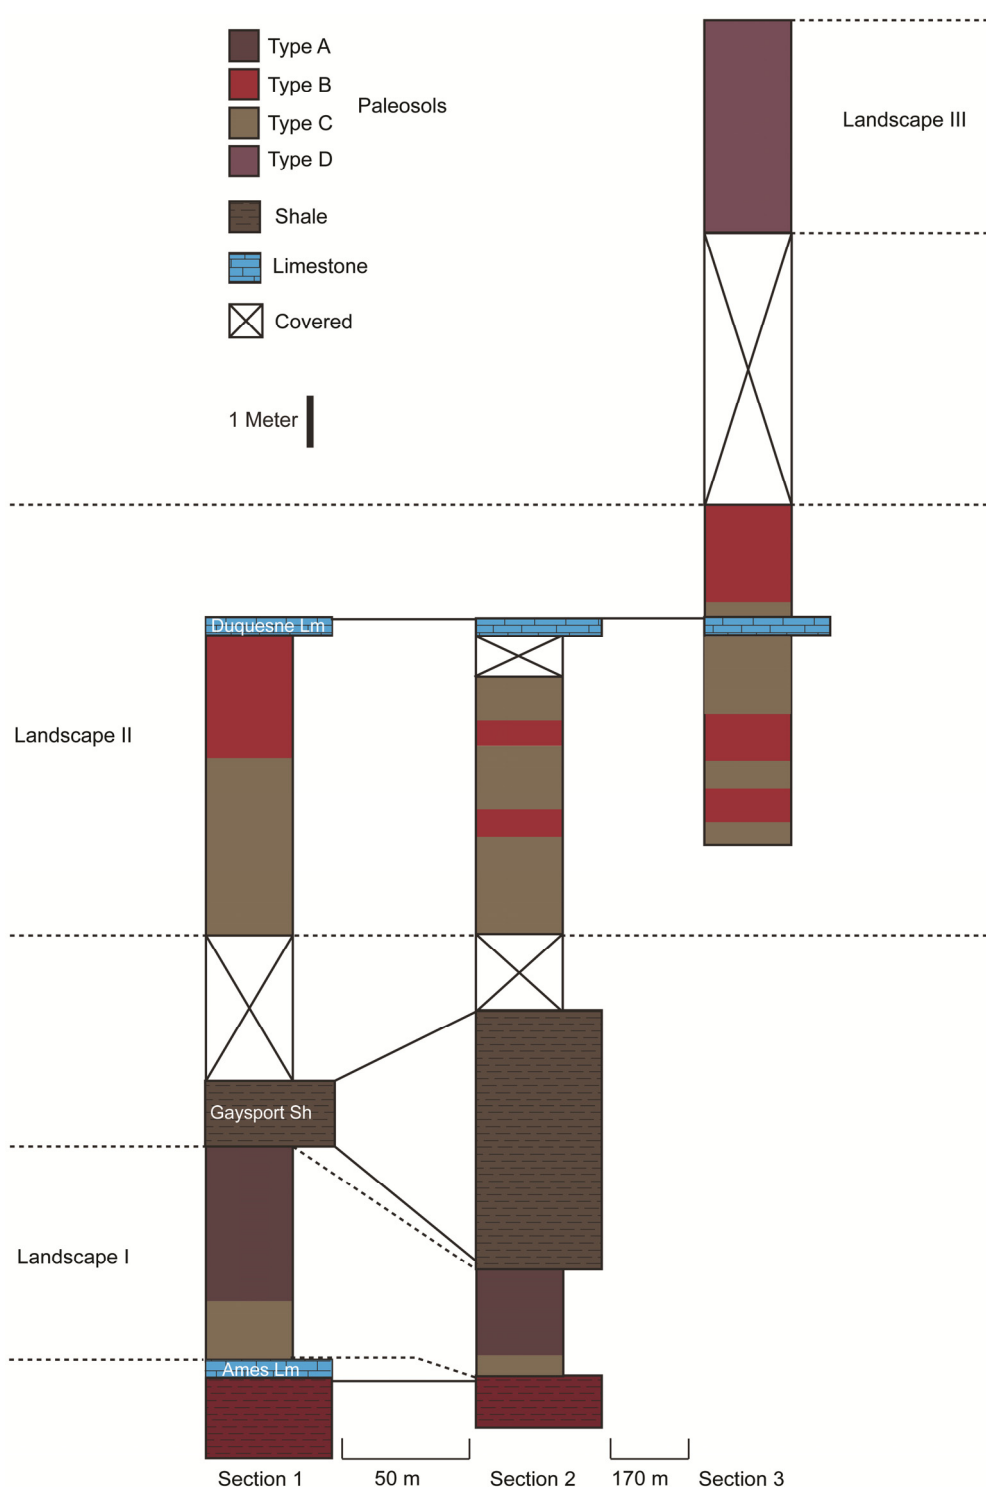 Type A
Type B
Type C
Type D
Paleosols
Shale
Limestone
Covered
1 Meter
Landscape III
Duquesne Lm
Landscape II
Gaysport Sh
Landscape I
Ames Lm
Section 1
50 m
Section 2
170 m
Section 3